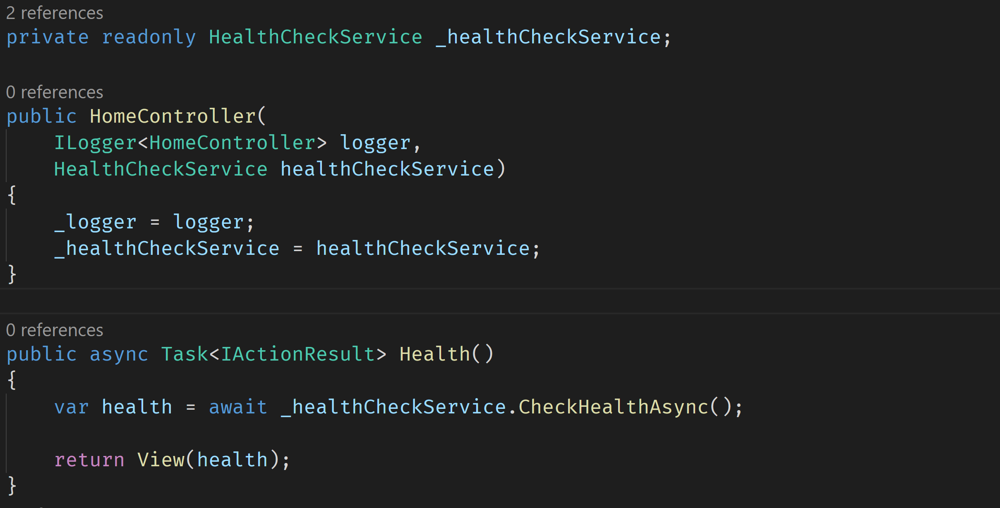 2 references
private readonly HealthCheckService _healthCheckService;
0 references
public HomeController(
    ILogger<HomeController> logger,
    HealthCheckService healthCheckService)
{
    _logger = logger;
    _healthCheckService = healthCheckService;
}
0 references
public async Task<IActionResult> Health()
{
    var health = await _healthCheckService.CheckHealthAsync();
    return View(health);
}